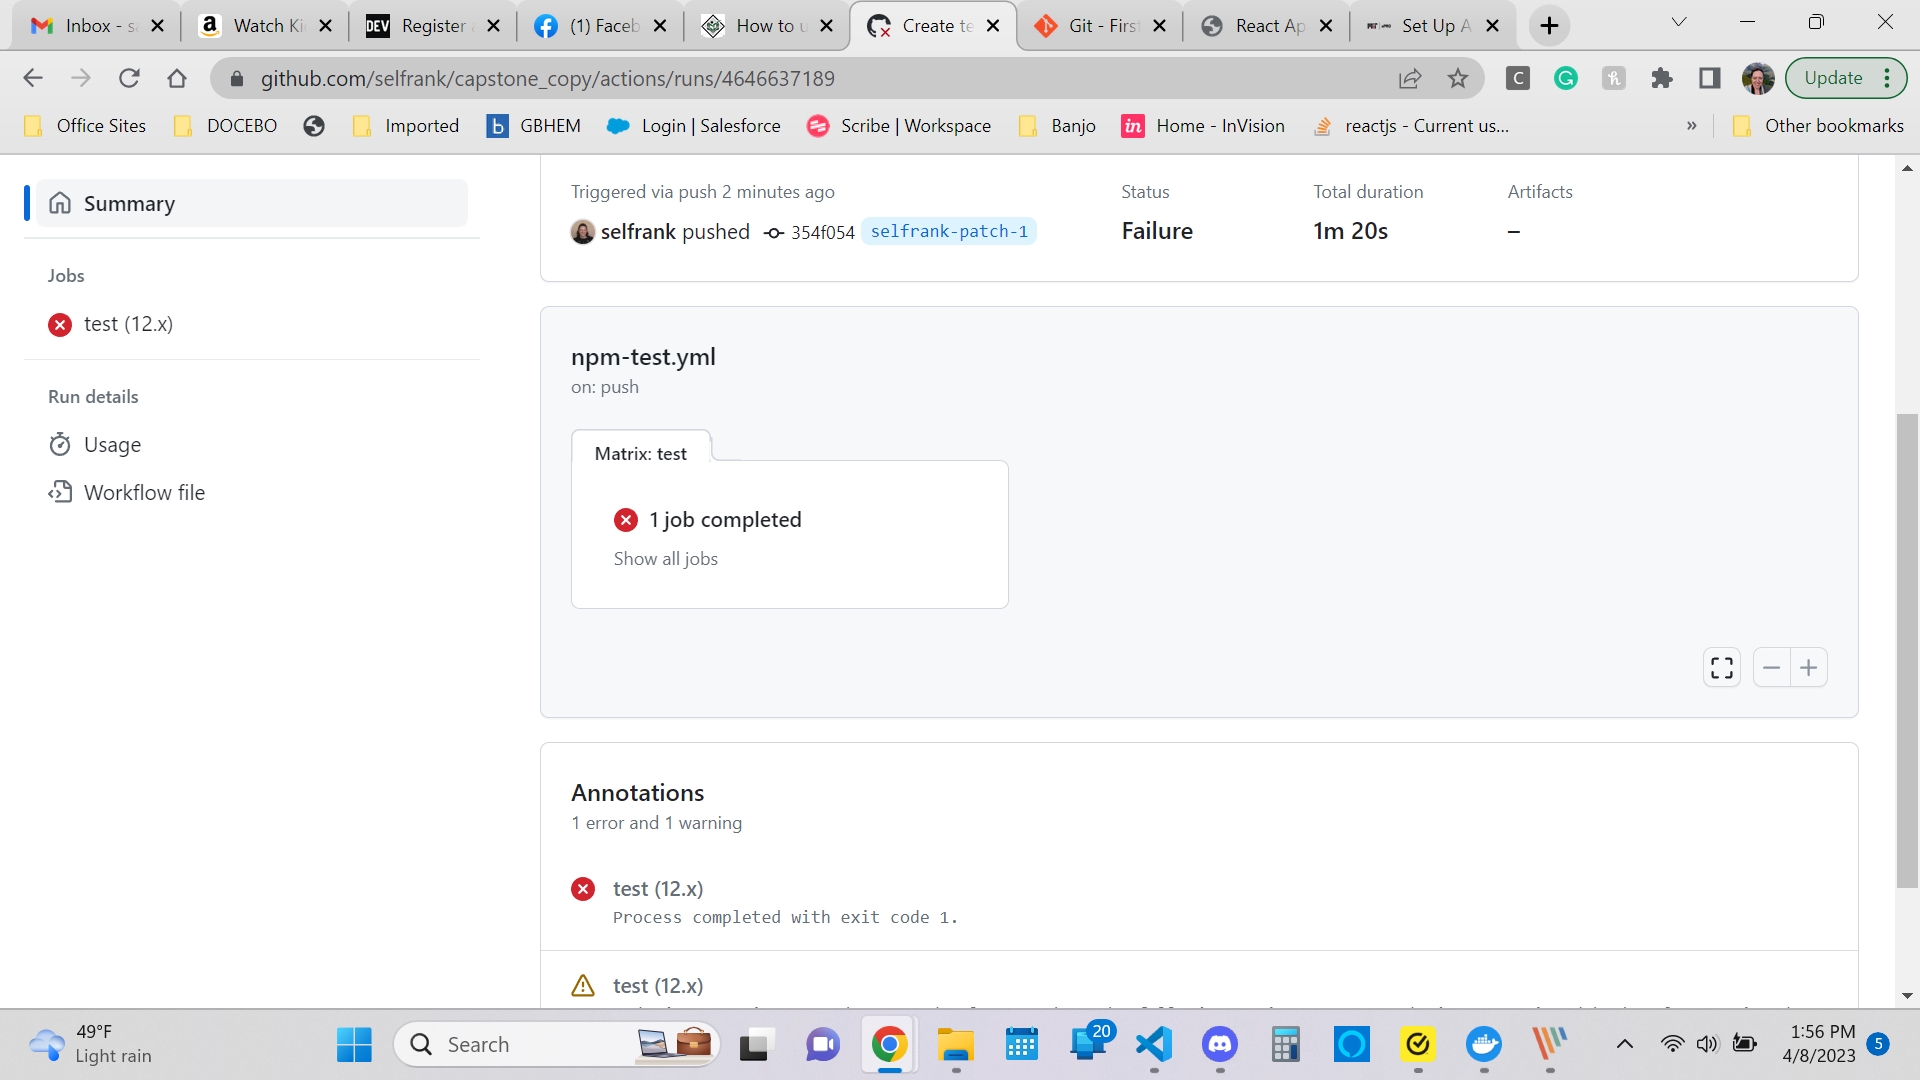 Inbox - s
Watch Ki
DEV
Register
(1) Faceb
How to u
Create te
Git - Firs
React Ap
Set Up A
github.com/selfrank/capstone_copy/actions/runs/4646637189
Update
Office Sites
DOCEBO
Imported
GBHEM
Login | Salesforce
Scribe | Workspace
Banjo
in
Home - InVision
reactjs - Current us...
»
Other bookmarks
Summary
Jobs
test (12.x)
Run details
Usage
Workflow file
Triggered via push 2 minutes ago
selfrank pushed 354f054 selfrank-patch-1
Status
Failure
Total duration
1m 20s
Artifacts
–
npm-test.yml
on: push
Matrix: test
1 job completed
Show all jobs
Annotations
1 error and 1 warning
test (12.x)
Process completed with exit code 1.
test (12.x)
49°F
Light rain
Search
20
1:56 PM
4/8/2023
5